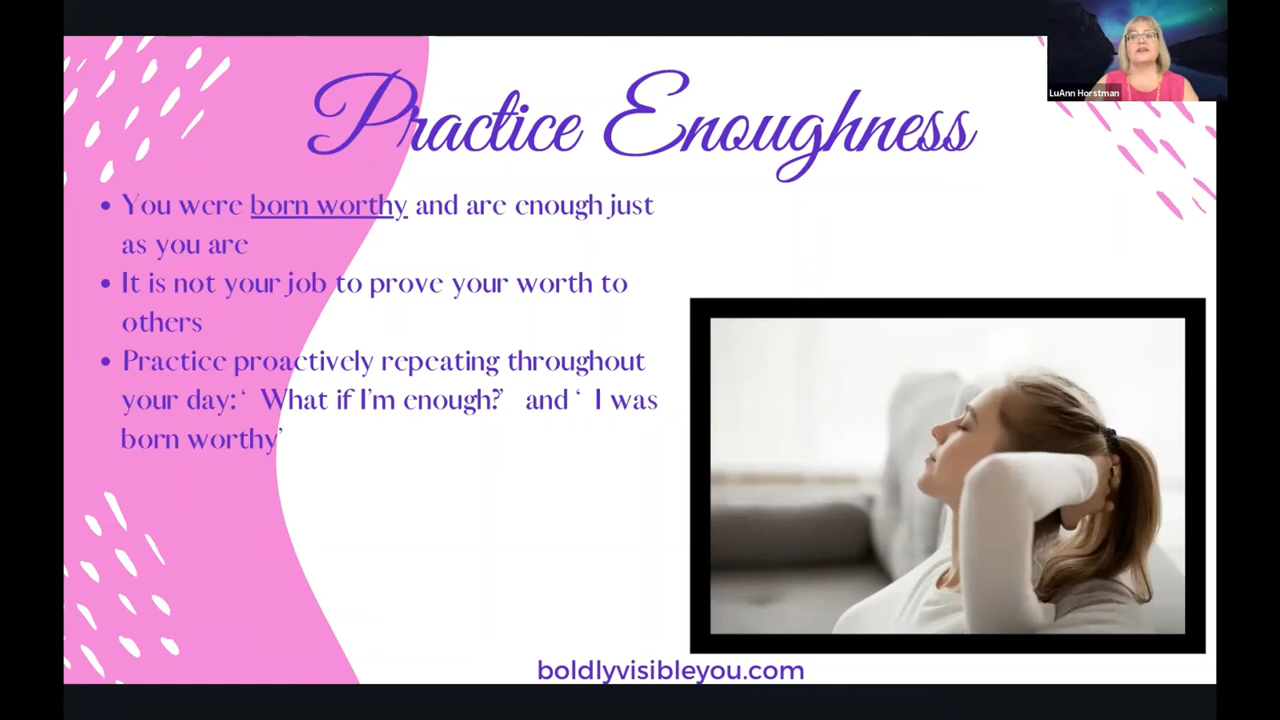 LuAnn Horstman
Practice Enoughness
• You were born worthy and are enough just
as you are
• It is not your job to prove your worth to
others
• Practice proactively repeating throughout
your day: ‘ What if I'm enough?’ and ‘ I was
born worthy’
boldlyvisibleyou.com